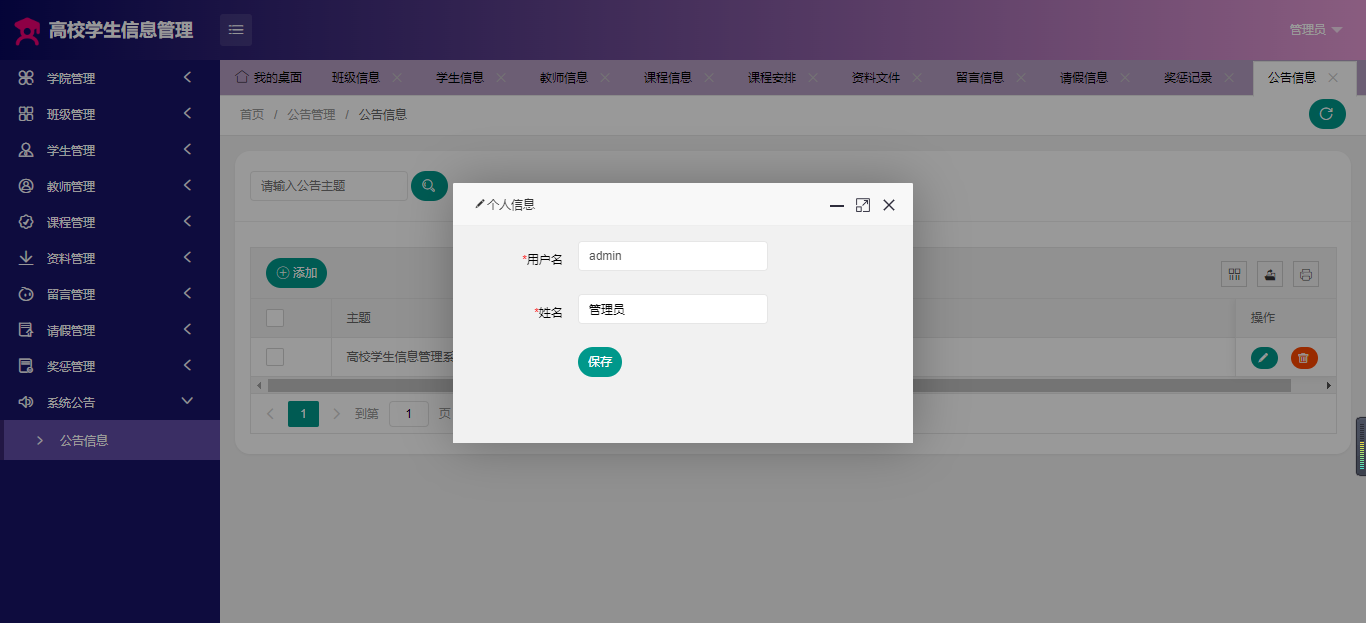 高校学生信息管理
管理员
学院管理
班级管理
学生管理
教师管理
课程管理
资料管理
留言管理
请假管理
奖惩管理
系统公告
公告信息
我的桌面 班级信息 学生信息 教师信息 课程信息 课程安排 资料文件 留言信息 请假信息 奖惩记录 公告信息
首页 / 公告管理 / 公告信息
请输入公告主题
添加
主题 操作
高校学生信息管理系
1 到第 1 页
个人信息
*用户名 admin
*姓名 管理员
保存